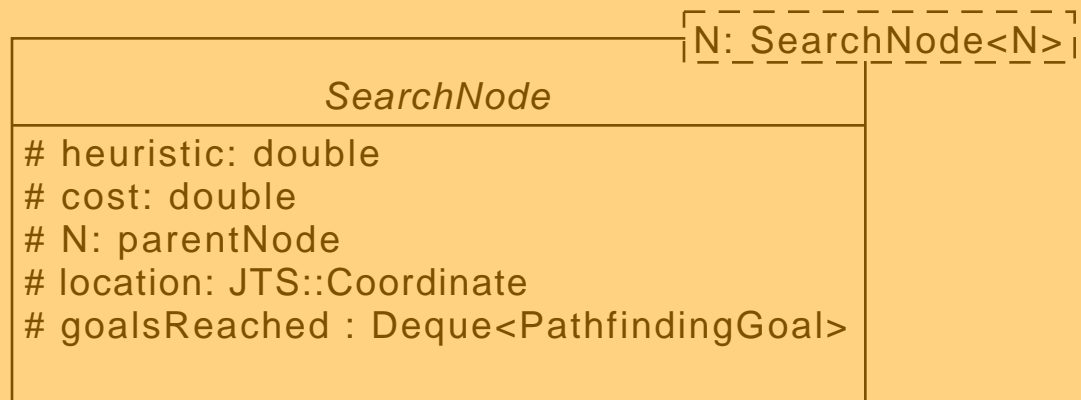 N: SearchNode<N>
SearchNode
# heuristic: double
# cost: double
# N: parentNode
# location: JTS::Coordinate
# goalsReached : Deque<PathfindingGoal>